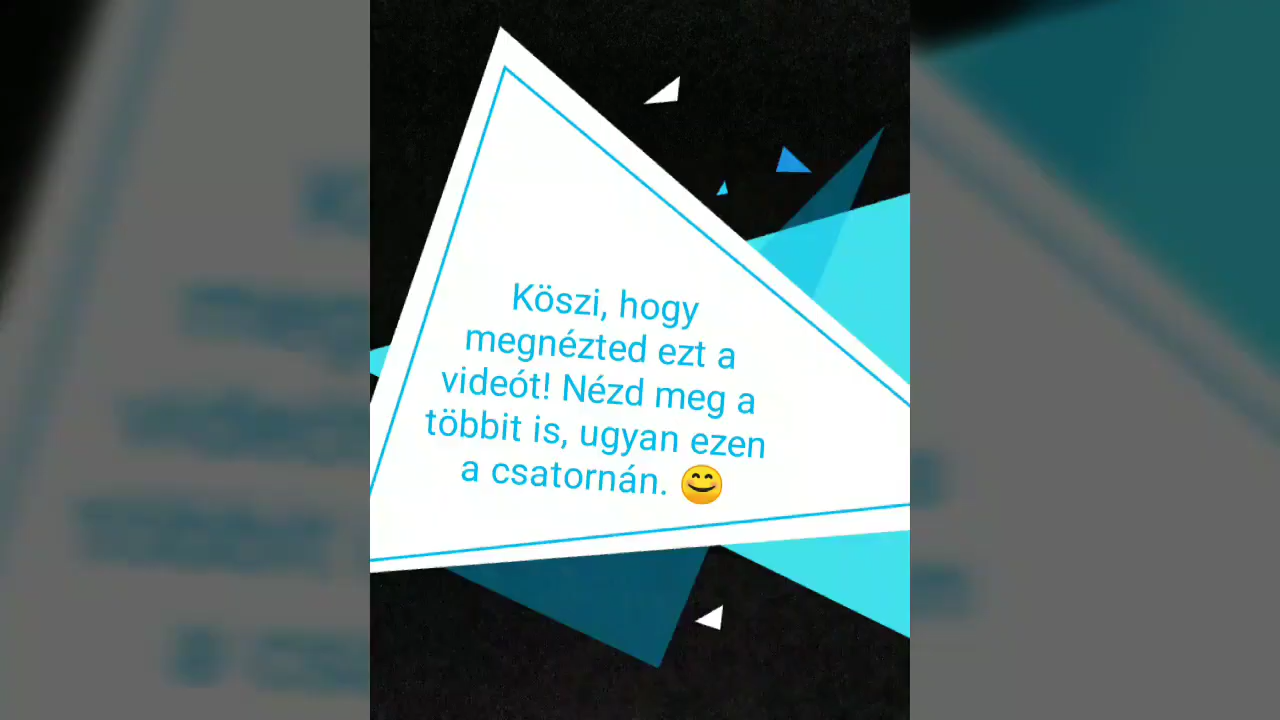 Köszi, hogy
megnézted ezt a
videót! Nézd meg a
többit is, ugyan ezen
a csatornán. 😊